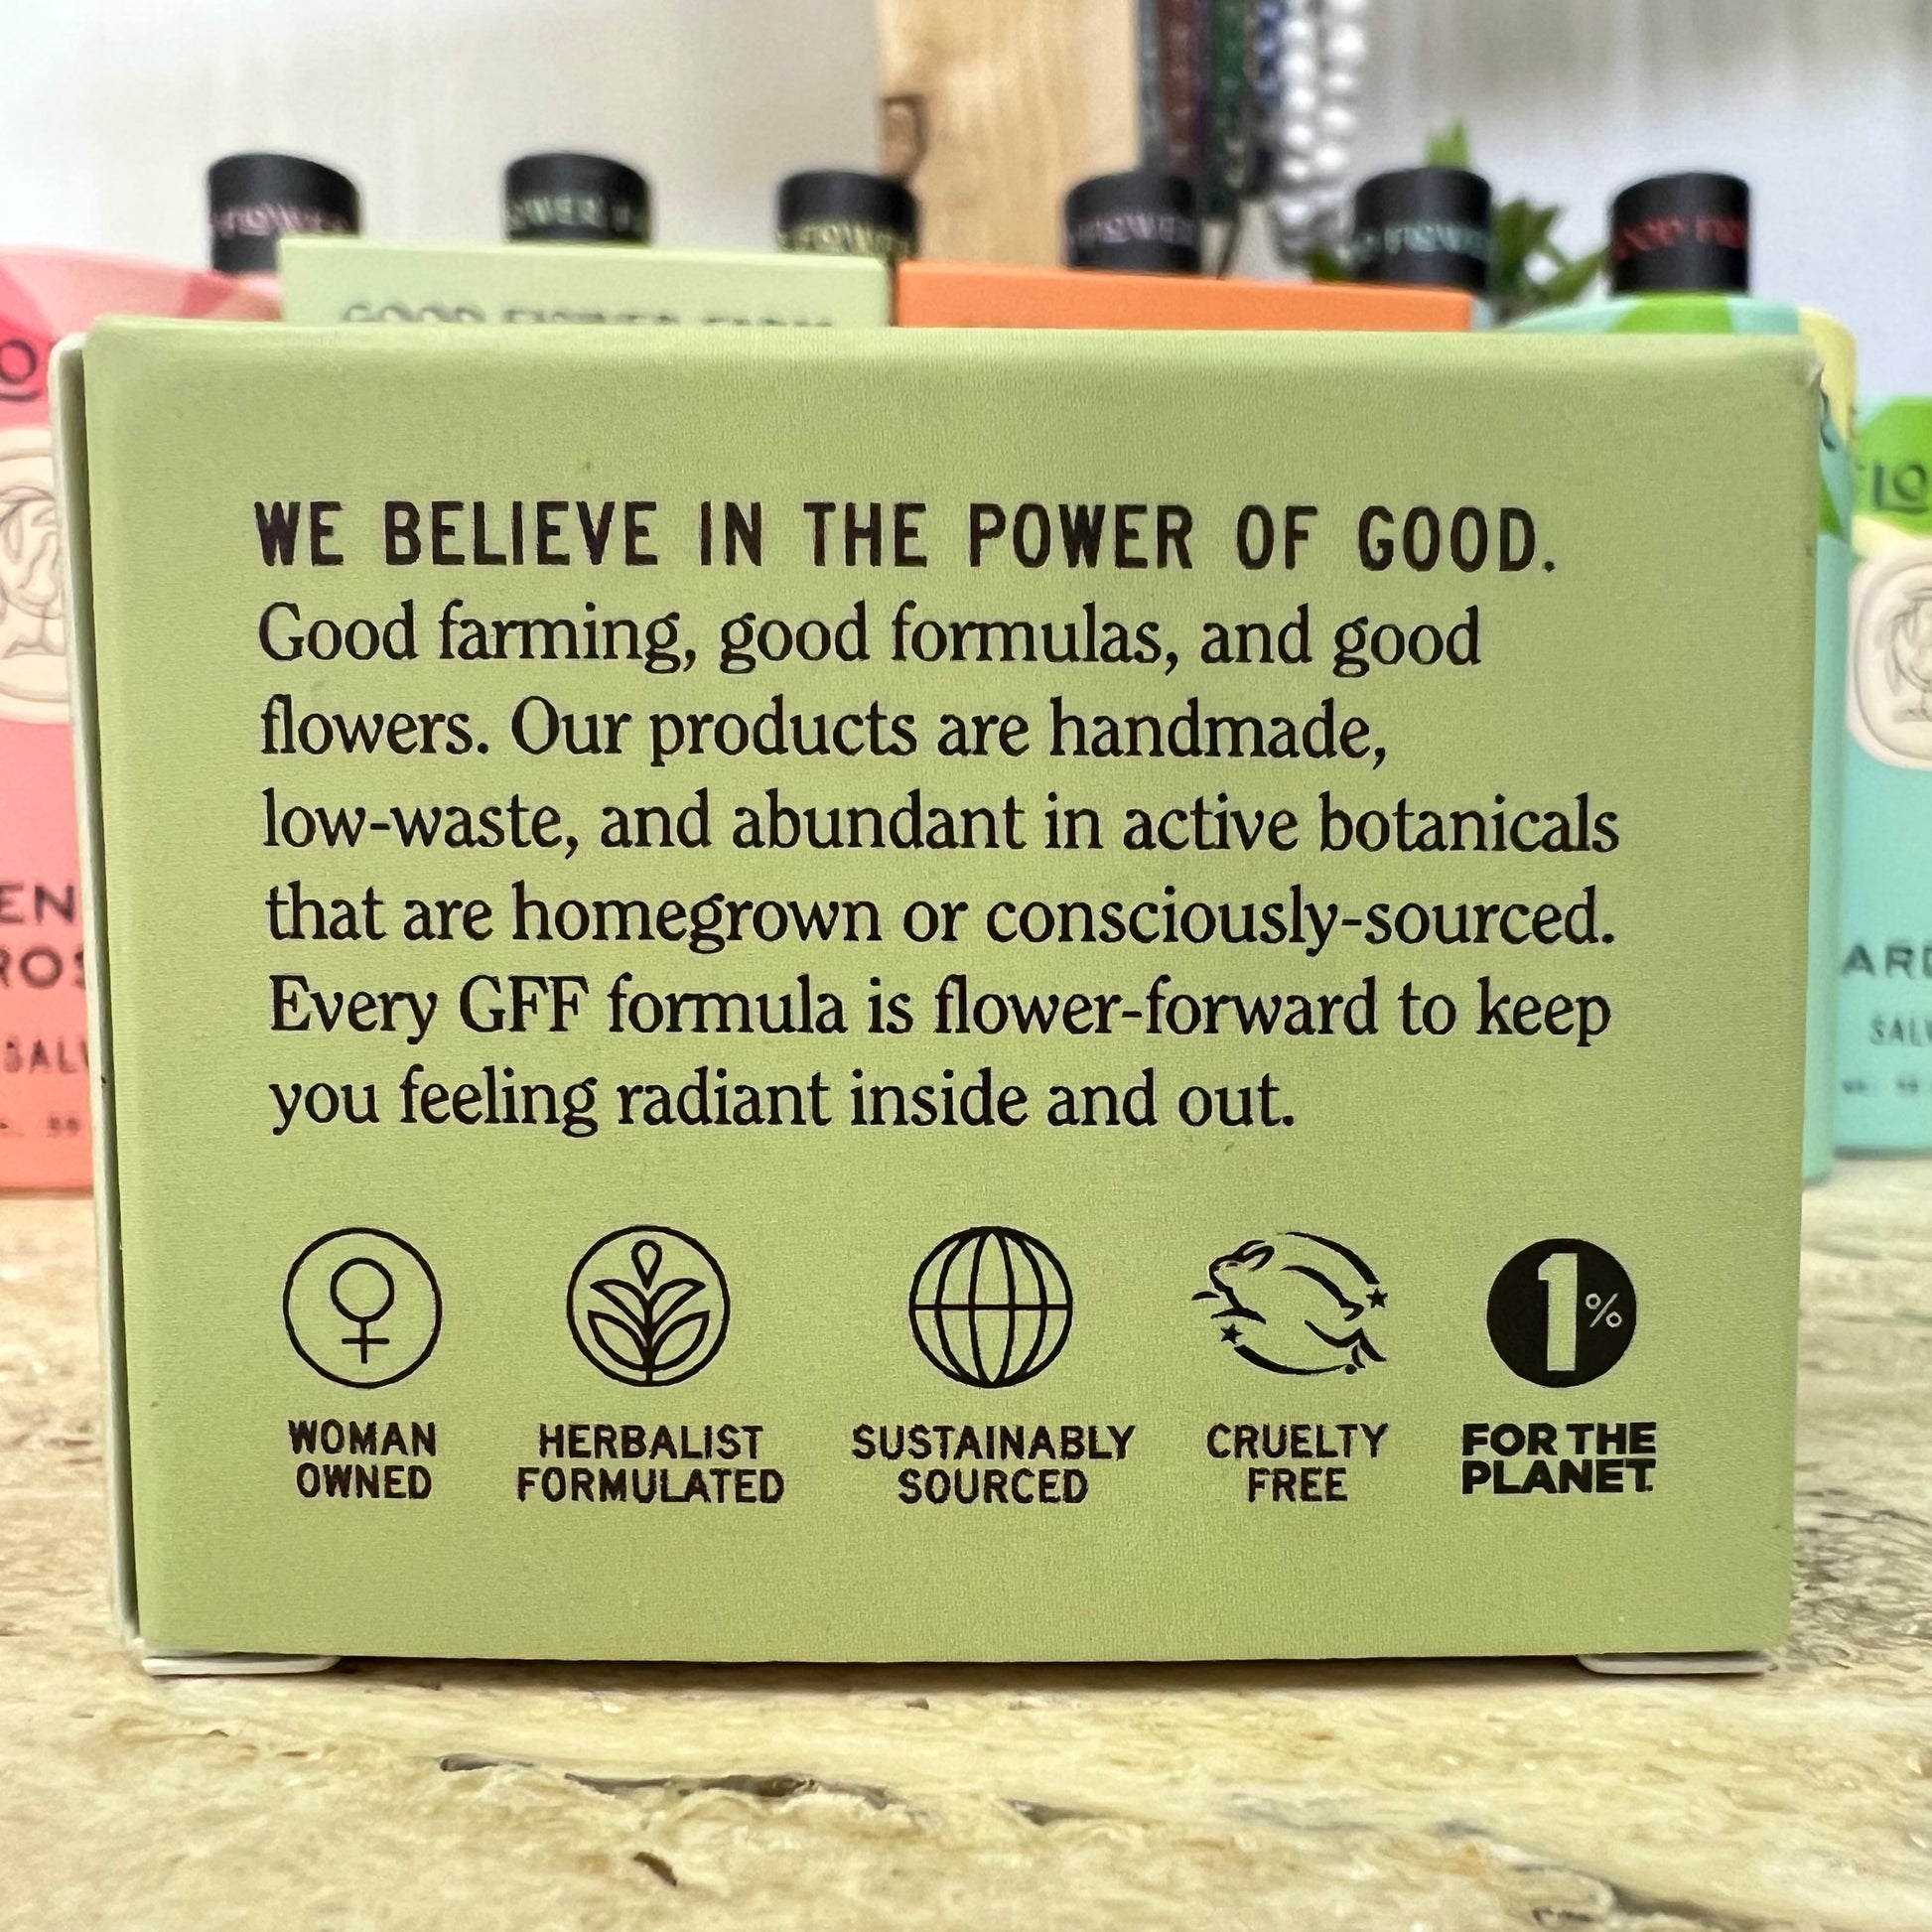 GOOD FLOWER FARM
WE BELIEVE IN THE POWER OF GOOD.
Good farming, good formulas, and good
flowers. Our products are handmade,
low-waste, and abundant in active botanicals
that are homegrown or consciously-sourced.
Every GFF formula is flower-forward to keep
you feeling radiant inside and out.
1%
WOMAN
OWNED
HERBALIST
FORMULATED
SUSTAINABLY
SOURCED
CRUELTY
FREE
FOR THE
PLANET.